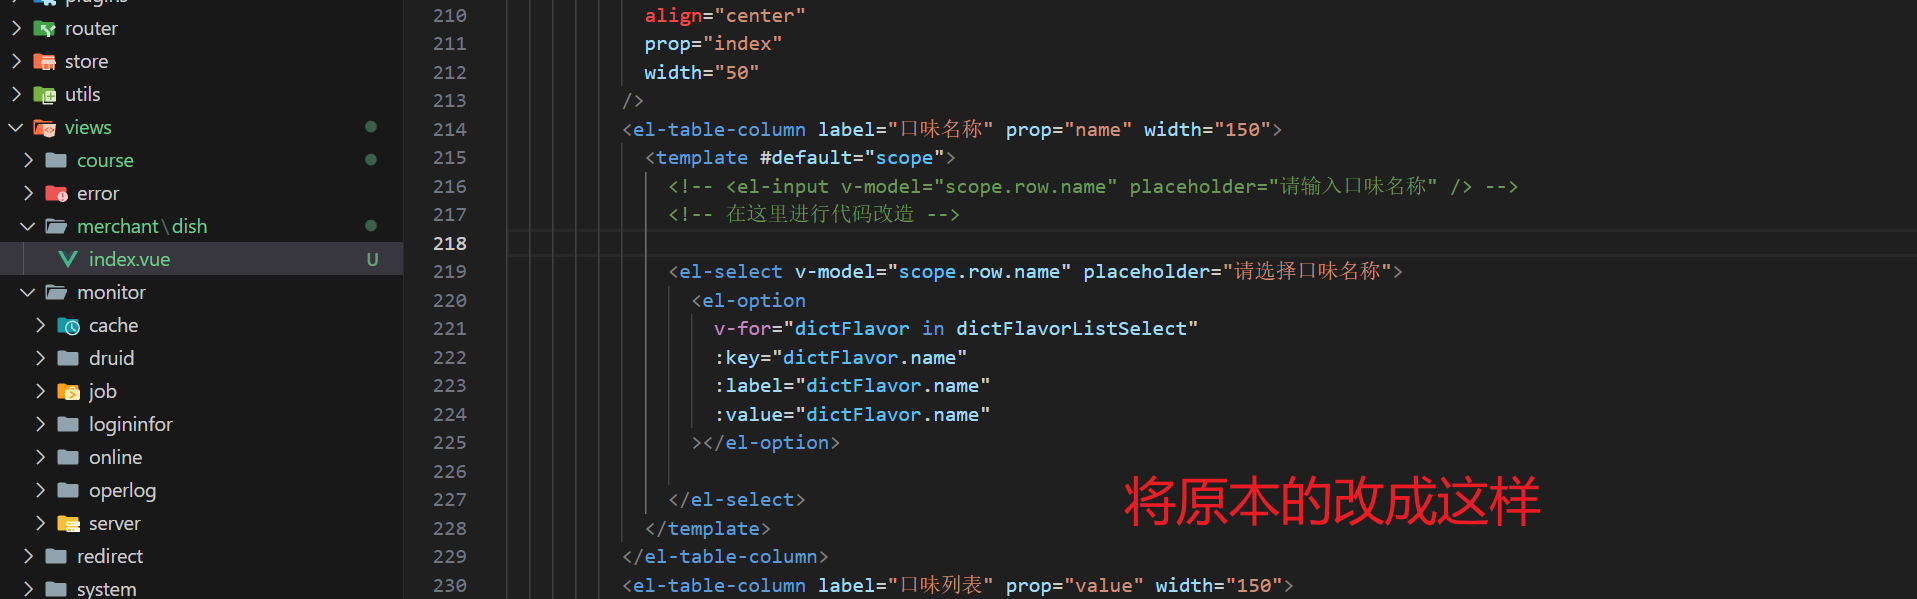 plugins
router
store
utils
views
course
error
merchant\dish
index.vue U
monitor
cache
druid
job
logininfor
online
operlog
server
redirect
system
210 align="center"
211 prop="index"
212 width="50"
213 />
214 <el-table-column label="口味名称" prop="name" width="150">
215 <template #default="scope">
216 <!-- <el-input v-model="scope.row.name" placeholder="请输入口味名称" /> -->
217 <!-- 在这里进行代码改造 -->
218
219 <el-select v-model="scope.row.name" placeholder="请选择口味名称">
220 <el-option
221 v-for="dictFlavor in dictFlavorListSelect"
222 :key="dictFlavor.name"
223 :label="dictFlavor.name"
224 :value="dictFlavor.name"
225 ></el-option>
226
227 </el-select>
228 </template>
229 </el-table-column>
230 <el-table-column label="口味列表" prop="value" width="150">
将原本的改成这样